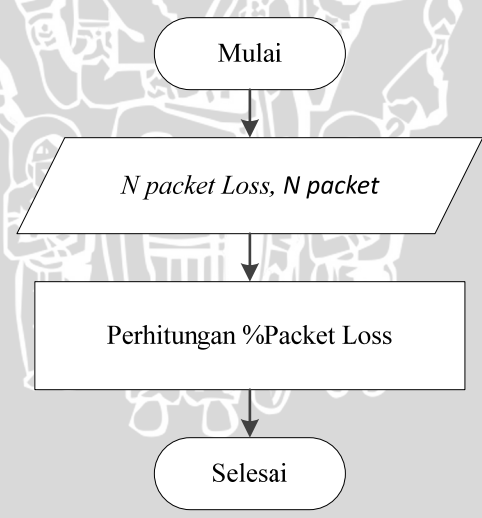 Mulai
N packet Loss, N packet
Perhitungan %Packet Loss
Selesai